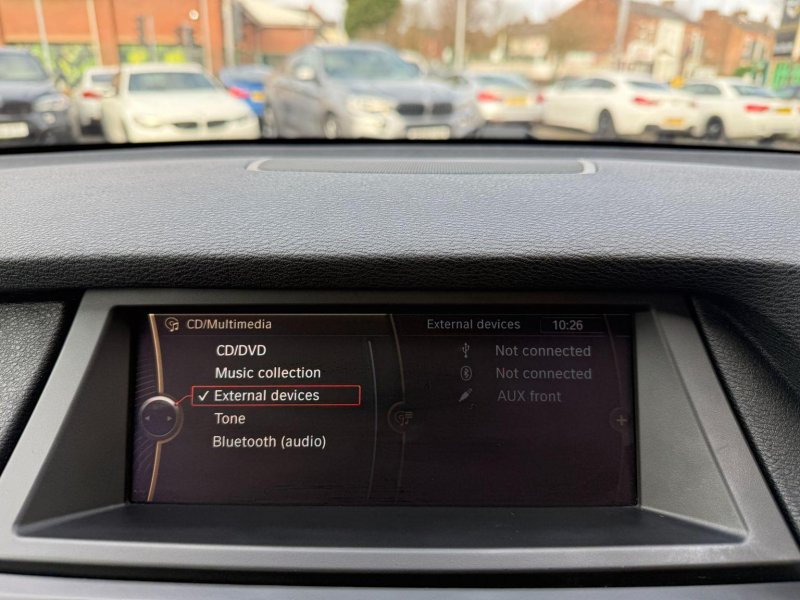 CD/Multimedia
External devices 10:26
CD/DVD
Music collection
✓ External devices
Tone
Bluetooth (audio)
Not connected
Not connected
AUX front